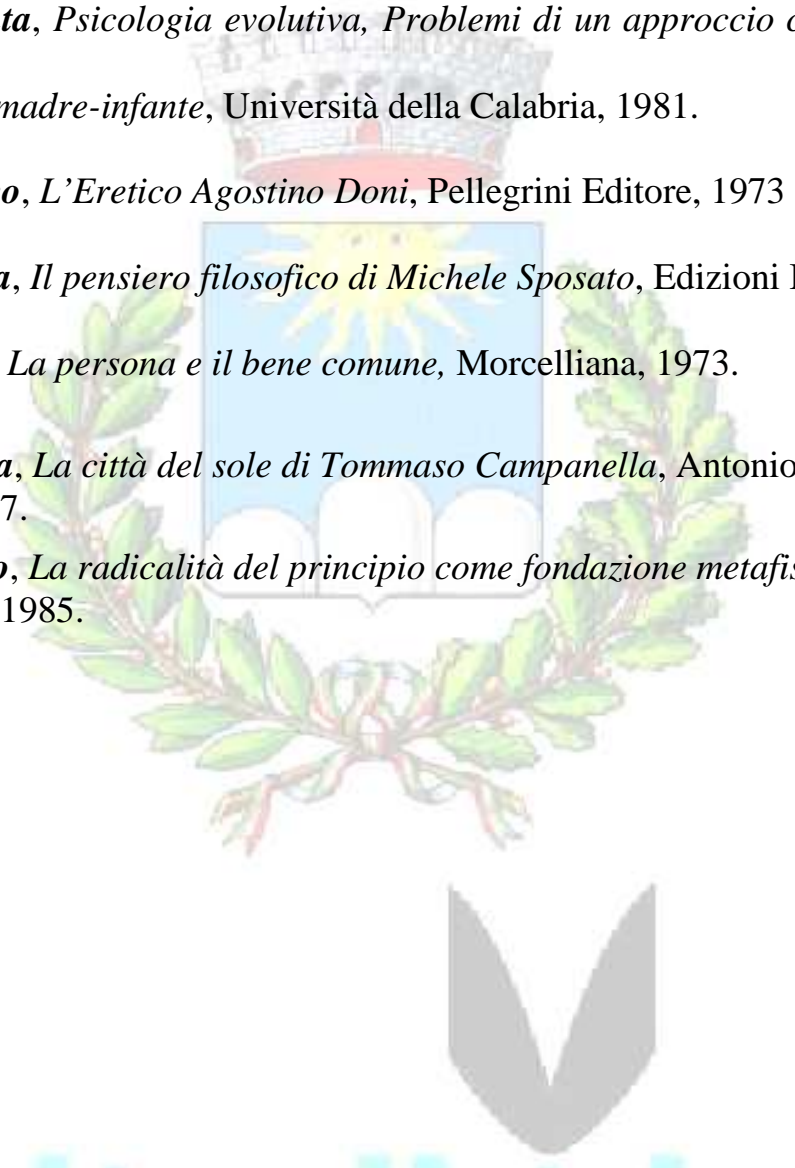 ta, Psicologia evolutiva, Problemi di un approccio
madre-infante, Università della Calabria, 1981.
o, L'Eretico Agostino Doni, Pellegrini Editore, 1973
a, Il pensiero filosofico di Michele Sposato, Edizioni
La persona e il bene comune, Morcelliana, 1973.
a, La città del sole di Tommaso Campanella, Antonio
7.
o, La radicalità del principio come fondazione metafis
1985.